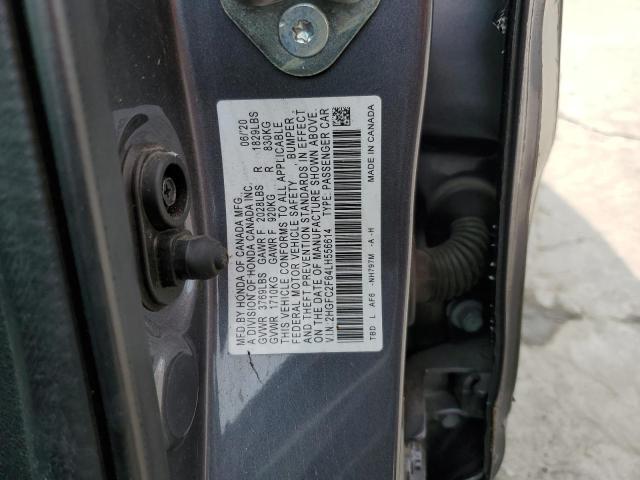 MFD. BY HONDA OF CANADA MFG. 06/20
A DIVISION OF HONDA CANADA INC.
GVWR 3769LBS GAWR F 2028LBS R 1829LBS
GVWR 1710KG GAWR F 920KG R 830KG
THIS VEHICLE CONFORMS TO ALL APPLICABLE
FEDERAL MOTOR VEHICLE SAFETY, BUMPER,
AND THEFT PREVENTION STANDARDS IN EFFECT
ON THE DATE OF MANUFACTURE SHOWN ABOVE.
V.I.N.:2HGFC2F64LH556614 TYPE: PASSENGER CAR
TBD L AF6 -NH797M -A -H MADE IN CANADA